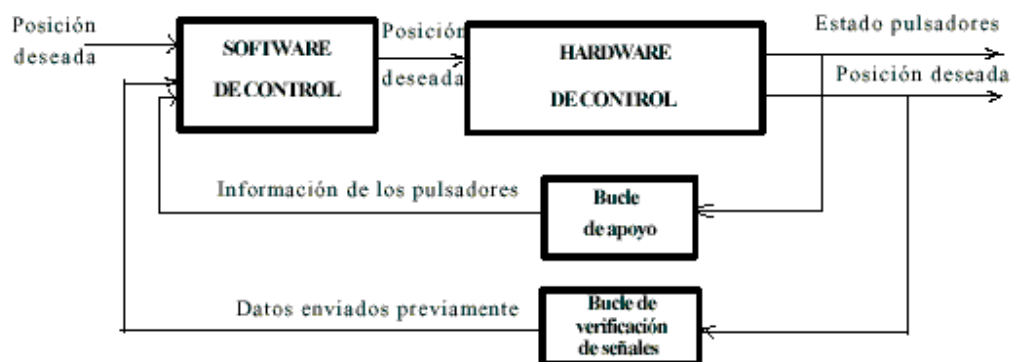 Posición
deseada
SOFTWARE
DE CONTROL
Posición
deseada
HARDWARE
DE CONTROL
Estado pulsadores
Posición deseada
Información de los pulsadores
Bucle
de apoyo
Datos enviados previamente
Bucle de
verificación
de señales